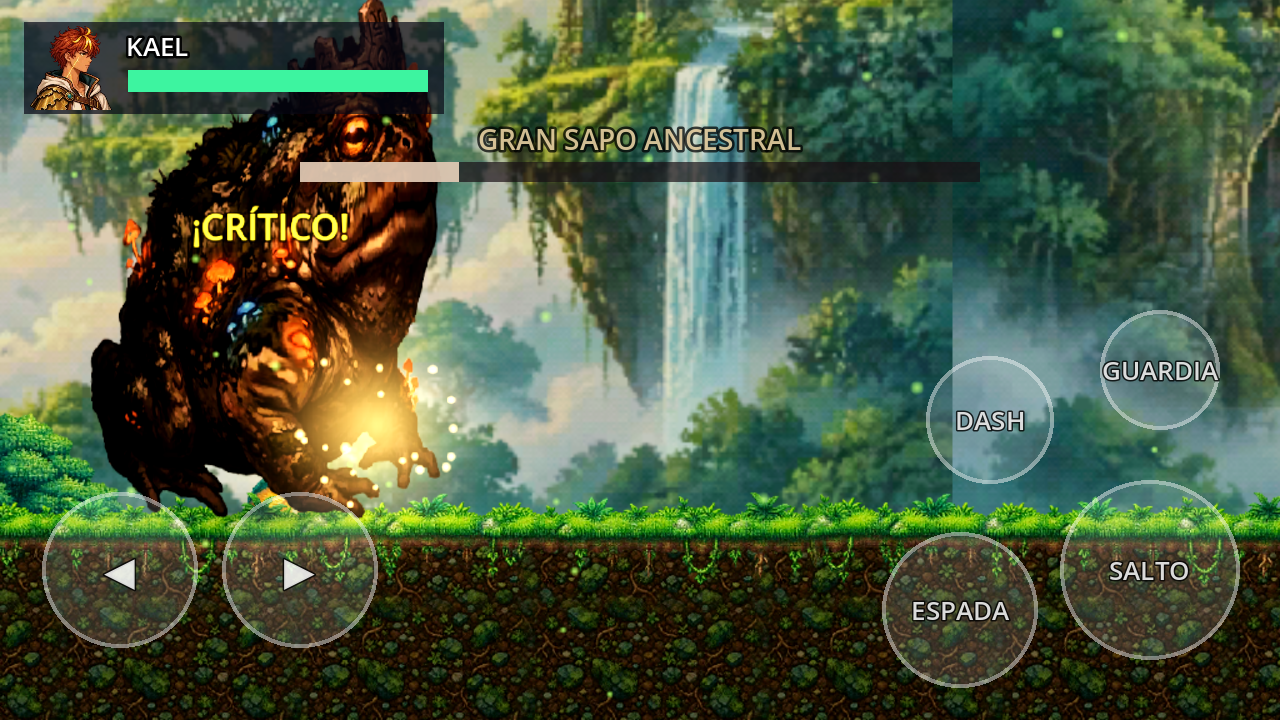 KAEL
GRAN SAPO ANCESTRAL
¡CRÍTICO!
GUARDIA
DASH
SALTO
ESPADA